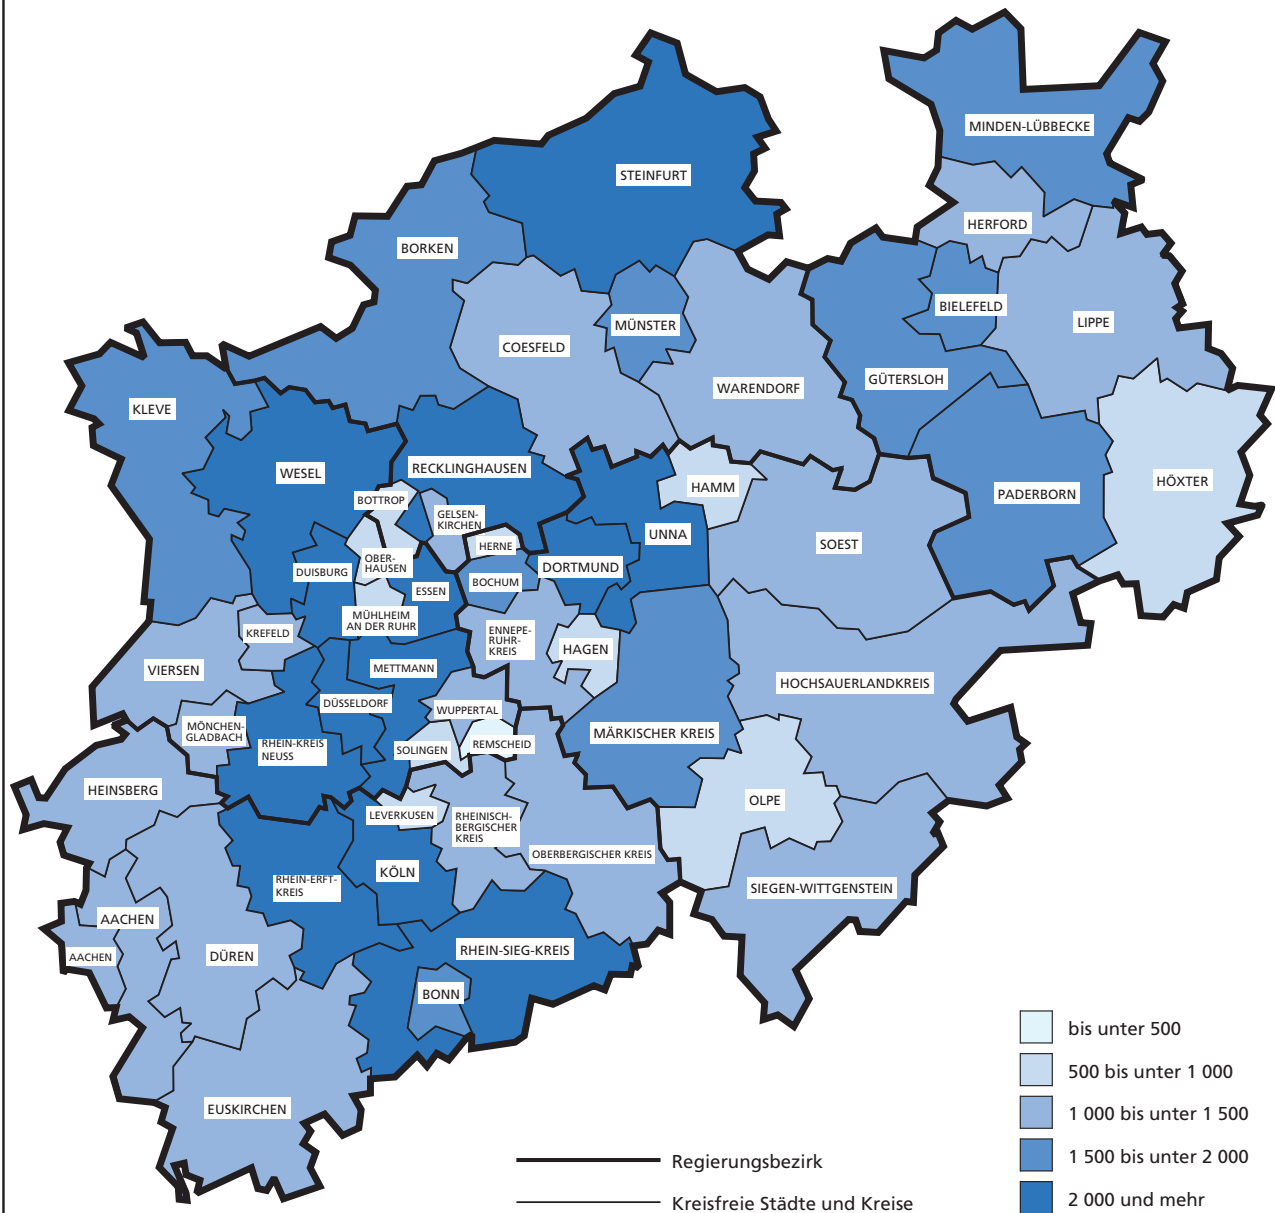 MINDEN-LÜBBECKE
STEINFURT
HERFORD
BORKEN
BIELEFELD
MÜNSTER
LIPPE
COESFELD
GÜTERSLOH
WARENDORF
KLEVE
RECKLINGHAUSEN
WESEL
HÖXTER
HAMM
PADERBORN
BOTTROP
GELSEN-
KIRCHEN
UNNA
SOEST
HERNE
OBER-
HAUSEN
DORTMUND
DUISBURG
BOCHUM
ESSEN
MÜHLHEIM
AN DER RUHR
KREFELD
ENNEPE-
RUHR-
KREIS
HAGEN
VIERSEN
METTMANN
HOCHSAUERLANDKREIS
DÜSSELDORF
WUPPERTAL
MÖNCHEN-
GLADBACH
MÄRKISCHER KREIS
RHEIN-KREIS
NEUSS
SOLINGEN
REMSCHEID
HEINSBERG
OLPE
LEVERKUSEN
RHEINISCH-
BERGISCHER
KREIS
OBERBERGISCHER KREIS
KÖLN
RHEIN-ERFT-
KREIS
SIEGEN-WITTGENSTEIN
AACHEN
RHEIN-SIEG-KREIS
AACHEN
DÜREN
BONN
EUSKIRCHEN
bis unter 500
500 bis unter 1 000
1 000 bis unter 1 500
1 500 bis unter 2 000
2 000 und mehr
Regierungsbezirk
Kreisfreie Städte und Kreise